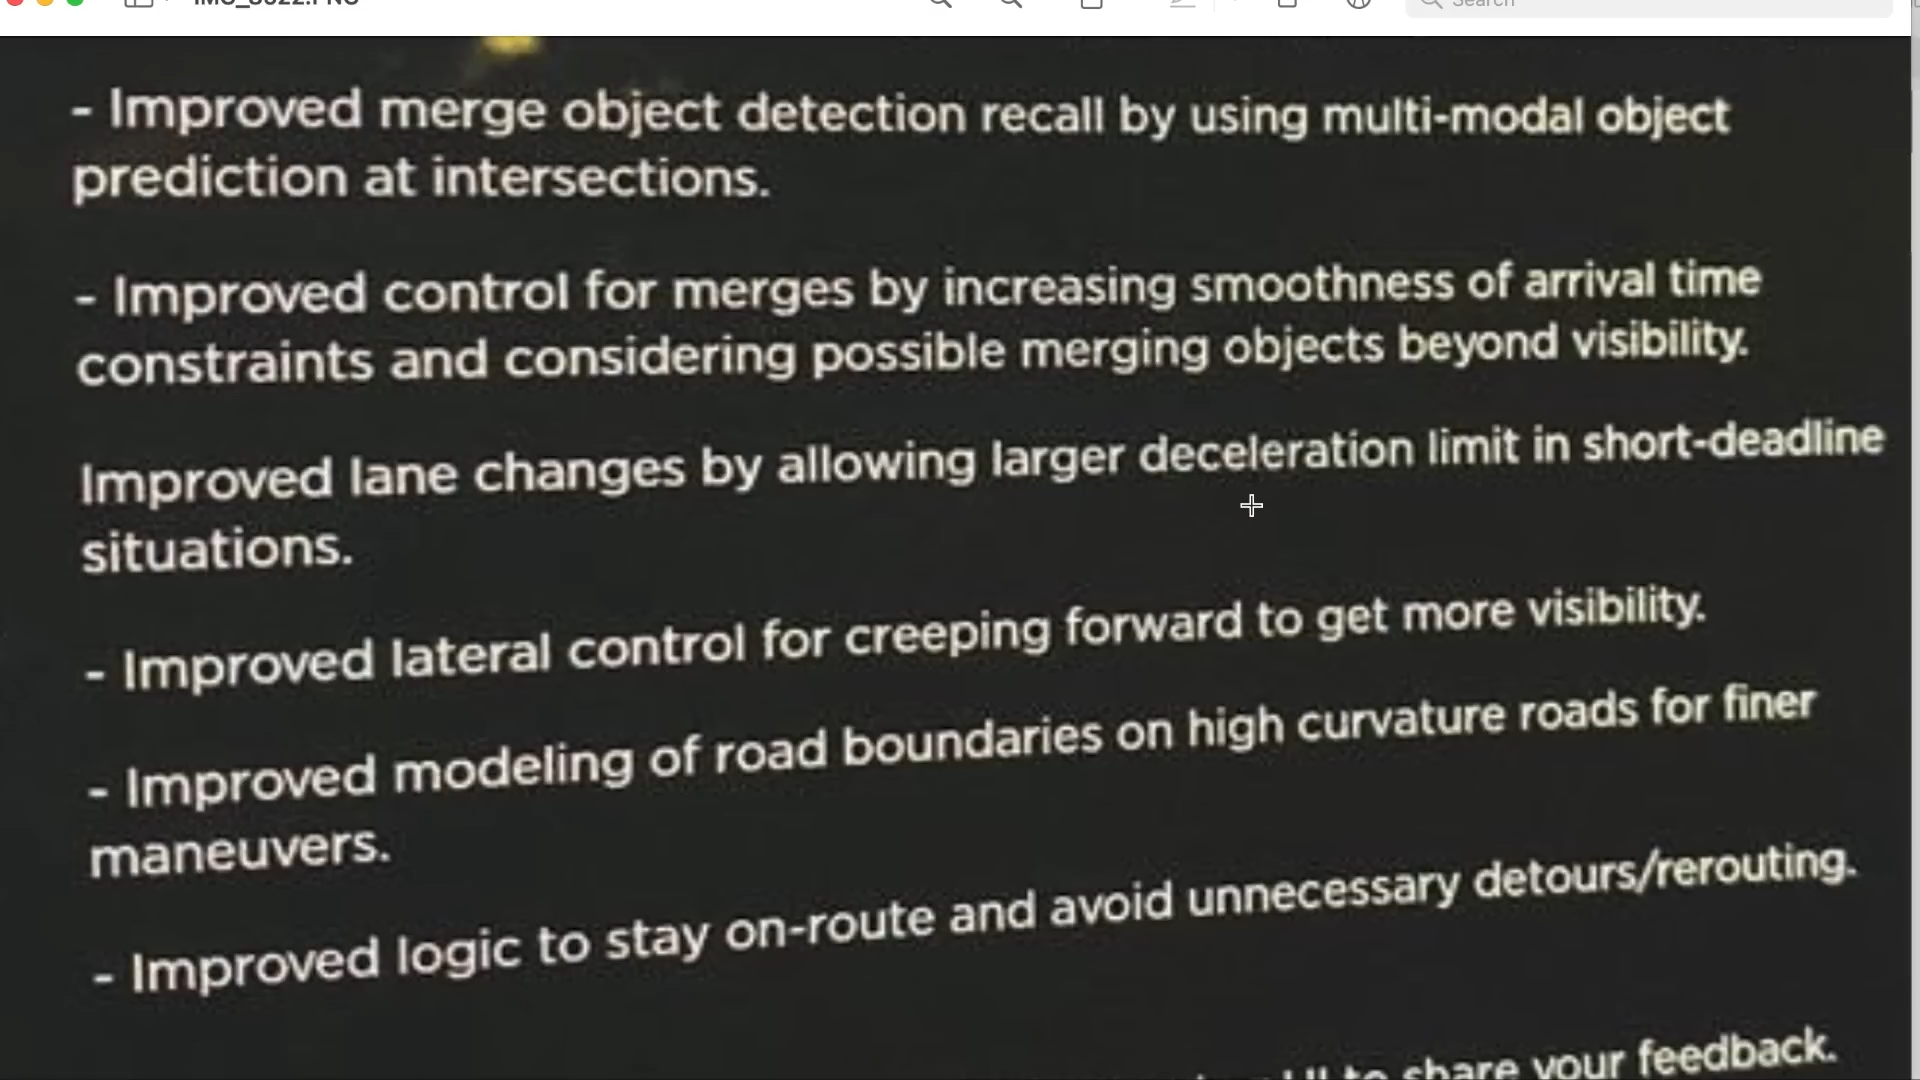 Search
- Improved merge object detection recall by using multi-modal object
prediction at intersections.
- Improved control for merges by increasing smoothness of arrival time
constraints and considering possible merging objects beyond visibility.
Improved lane changes by allowing larger deceleration limit in short-deadline
situations.
- Improved lateral control for creeping forward to get more visibility.
- Improved modeling of road boundaries on high curvature roads for finer
maneuvers.
- Improved logic to stay on-route and avoid unnecessary detours/rerouting.
to share your feedback.